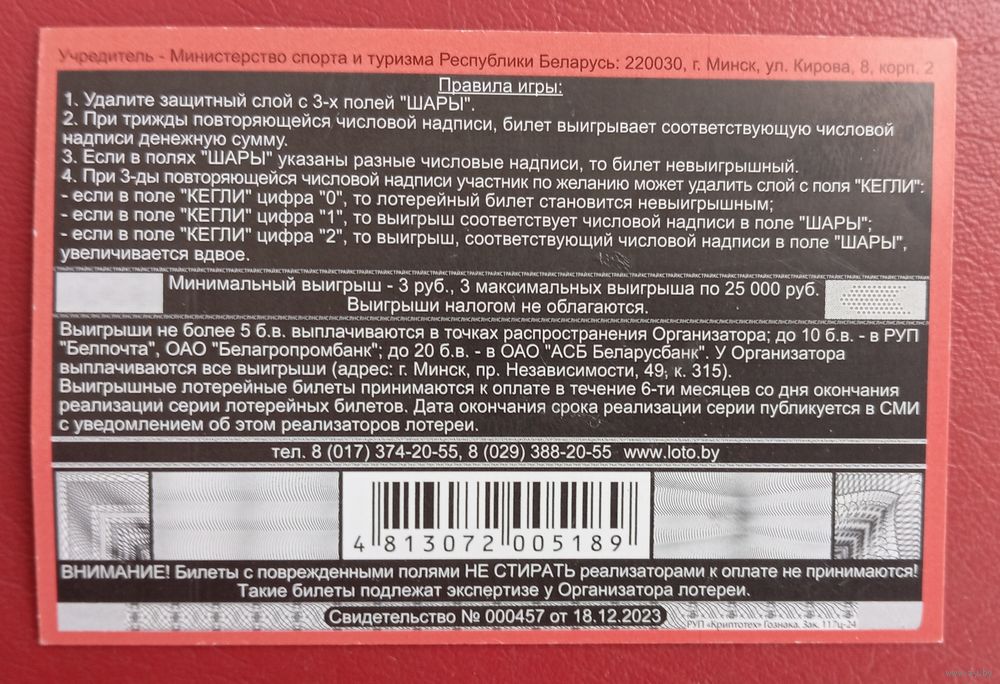 Учредитель - Министерство спорта и туризма Республики Беларусь: 220030, г. Минск, ул. Кирова, 8, корп. 2
Правила игры:
1. Удалите защитный слой с 3-х полей "ШАРЫ".
2. При трижды повторяющейся числовой надписи, билет выигрывает соответствующую числовой
надписи денежную сумму.
3. Если в полях "ШАРЫ" указаны разные числовые надписи, то билет невыигрышный.
4. При 3-ды повторяющейся числовой надписи участник по желанию может удалить слой с поля "КЕГЛИ":
- если в поле "КЕГЛИ" цифра "0", то лотерейный билет становится невыигрышным;
- если в поле "КЕГЛИ" цифра "1", то выигрыш соответствует числовой надписи в поле "ШАРЫ";
- если в поле "КЕГЛИ" цифра "2", то выигрыш, соответствующий числовой надписи в поле "ШАРЫ",
увеличивается вдвое.
Минимальный выигрыш - 3 руб., 3 максимальных выигрыша по 25 000 руб.
Выигрыши налогом не облагаются.
Выигрыши не более 5 б.в. выплачиваются в точках распространения Организатора; до 10 б.в. - в РУП
"Белпочта", ОАО "Белагропромбанк"; до 20 б.в. - в ОАО "АСБ Беларусбанк". У Организатора
выплачиваются все выигрыши (адрес: г. Минск, пр. Независимости, 49, к. 315).
Выигрышные лотерейные билеты принимаются к оплате в течение 6-ти месяцев со дня окончания
реализации серии лотерейных билетов. Дата окончания срока реализации серии публикуется в СМИ
с уведомлением об этом реализаторов лотереи.
тел. 8 (017) 374-20-55, 8 (029) 388-20-55 www.loto.by
4 813072 005189
ВНИМАНИЕ! Билеты с поврежденными полями НЕ СТИРАТЬ реализаторами к оплате не принимаются!
Такие билеты подлежат экспертизе у Организатора лотереи.
Свидетельство № 000457 от 18.12.2023
РУП «Криптотех» Гознака, Зак. 117ц-24